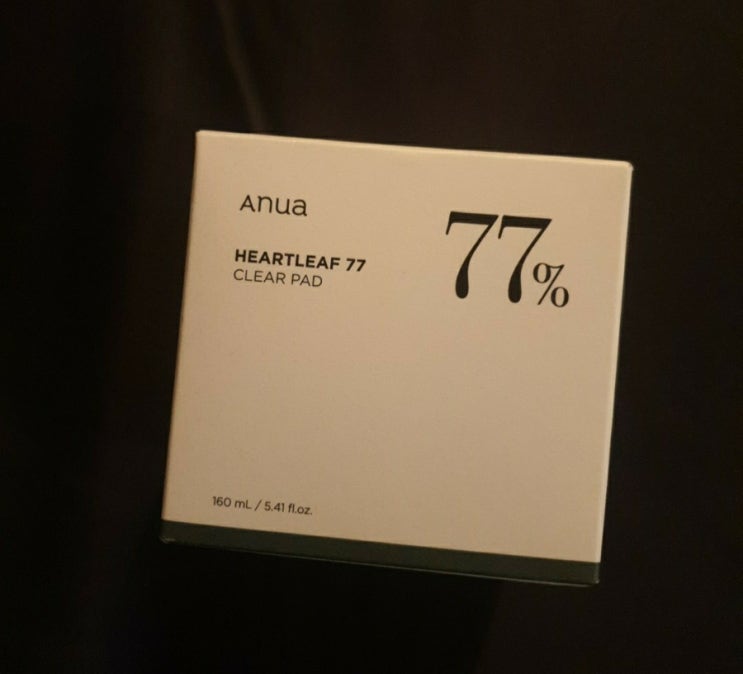 Anua
HEARTLEAF 77
CLEAR PAD
77%
160 mL / 5.41 fl.oz.